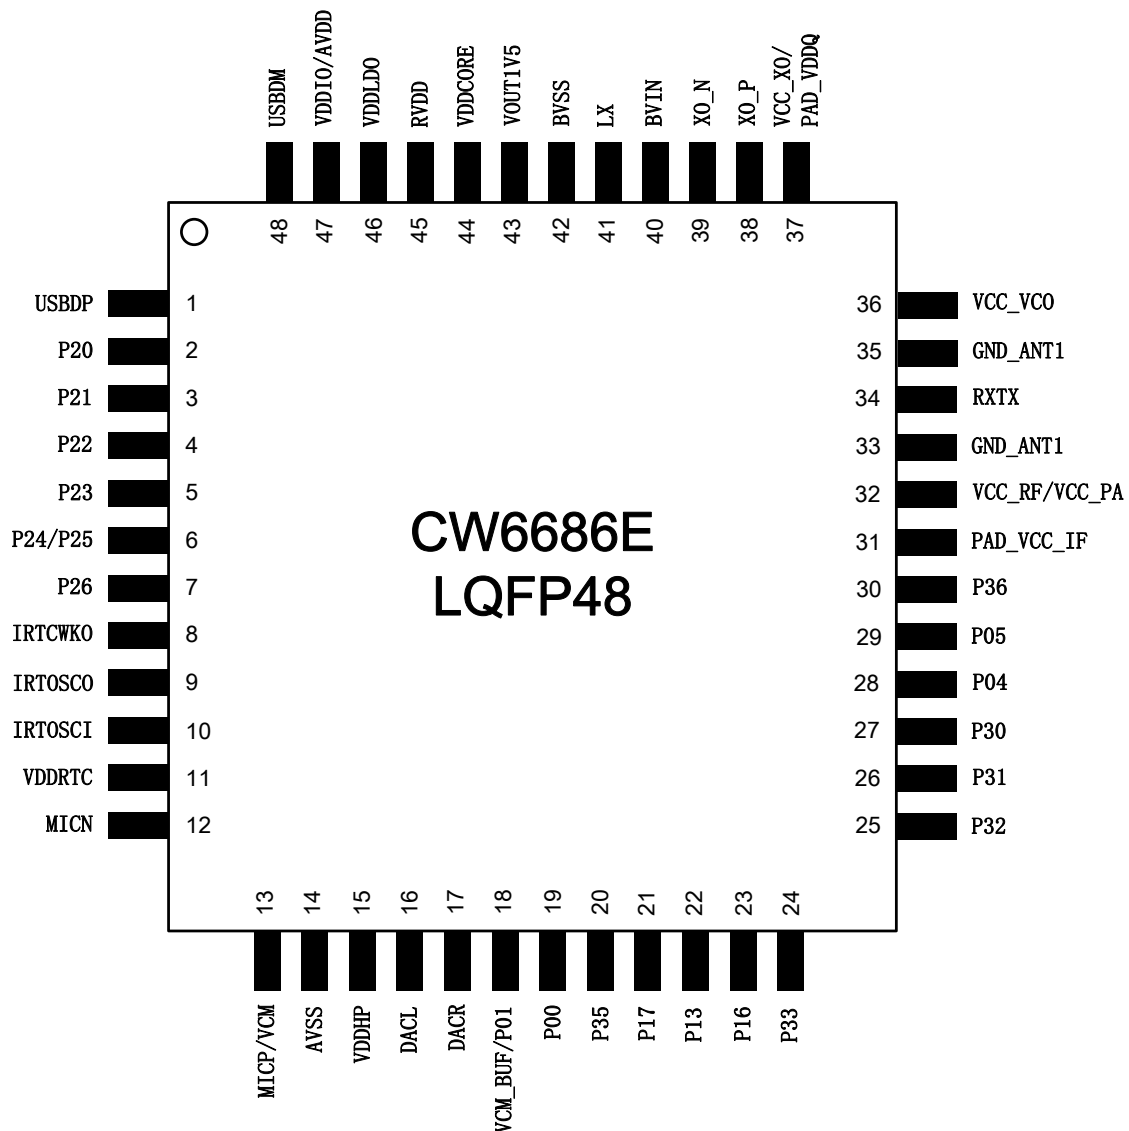 USBDM
VDDIO/AVDD
VDDLDO
RVDD
VDDCORE
VOUT1V5
BVSS
LX
BVIN
XO_N
XO_P
VCC_XO/
PAD_VDDQ
48
47
46
45
44
43
42
41
40
39
38
37
USBDP 1
P20 2
P21 3
P22 4
P23 5
P24/P25 6
P26 7
IRTCWKO 8
IRTOSCO 9
IRTOSCI 10
VDDRTC 11
MICN 12
CW6686E
LQFP48
36 VCC_VCO
35 GND_ANT1
34 RXTX
33 GND_ANT1
32 VCC_RF/VCC_PA
31 PAD_VCC_IF
30 P36
29 P05
28 P04
27 P30
26 P31
25 P32
13
14
15
16
17
18
19
20
21
22
23
24
MICP/VCM
AVSS
VDDHP
DACL
DACR
VCM_BUF/P01
P00
P35
P17
P13
P16
P33